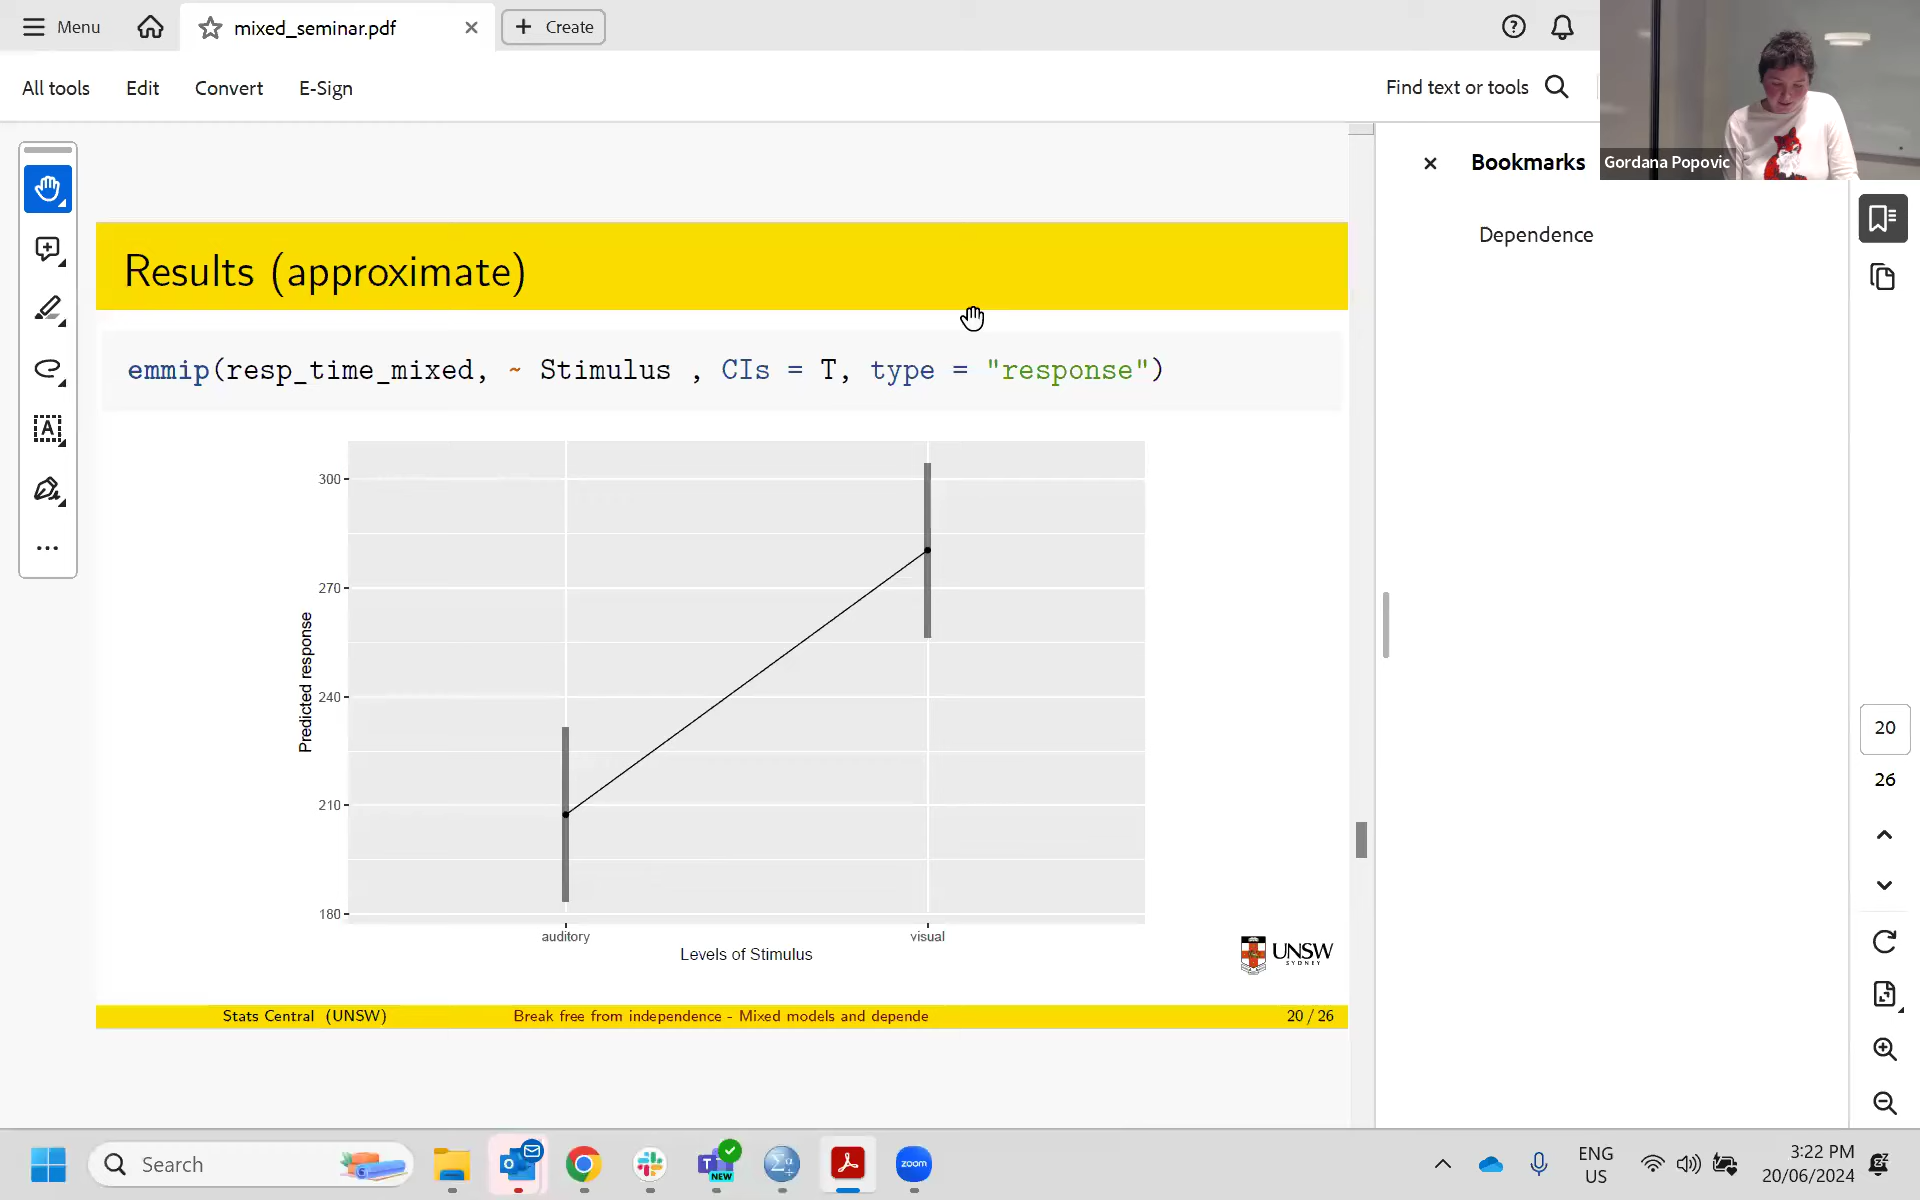 Menu
mixed_seminar.pdf
Create
All tools
Edit
Convert
E-Sign
Find text or tools
Gordana Popovic
Bookmarks
Dependence
Results (approximate)
emmip(resp_time_mixed, ~ Stimulus , CIs = T, type = "response")
300
270
240
210
180
Predicted response
auditory
visual
Levels of Stimulus
UNSW
SYDNEY
Stats Central (UNSW)
Break free from independence - Mixed models and depende
20 / 26
20
26
Search
NEW
zoom
ENG
US
3:22 PM
20/06/2024